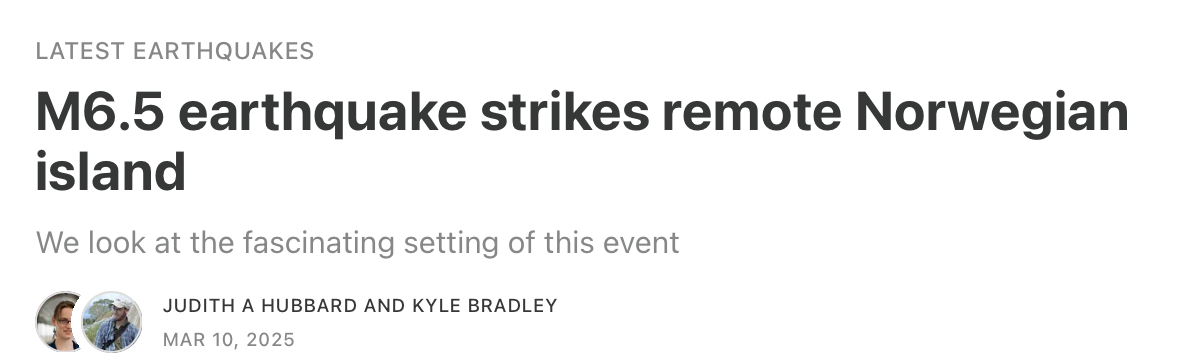 LATEST EARTHQUAKES
M6.5 earthquake strikes remote Norwegian
island
We look at the fascinating setting of this event
JUDITH A HUBBARD AND KYLE BRADLEY
MAR 10, 2025